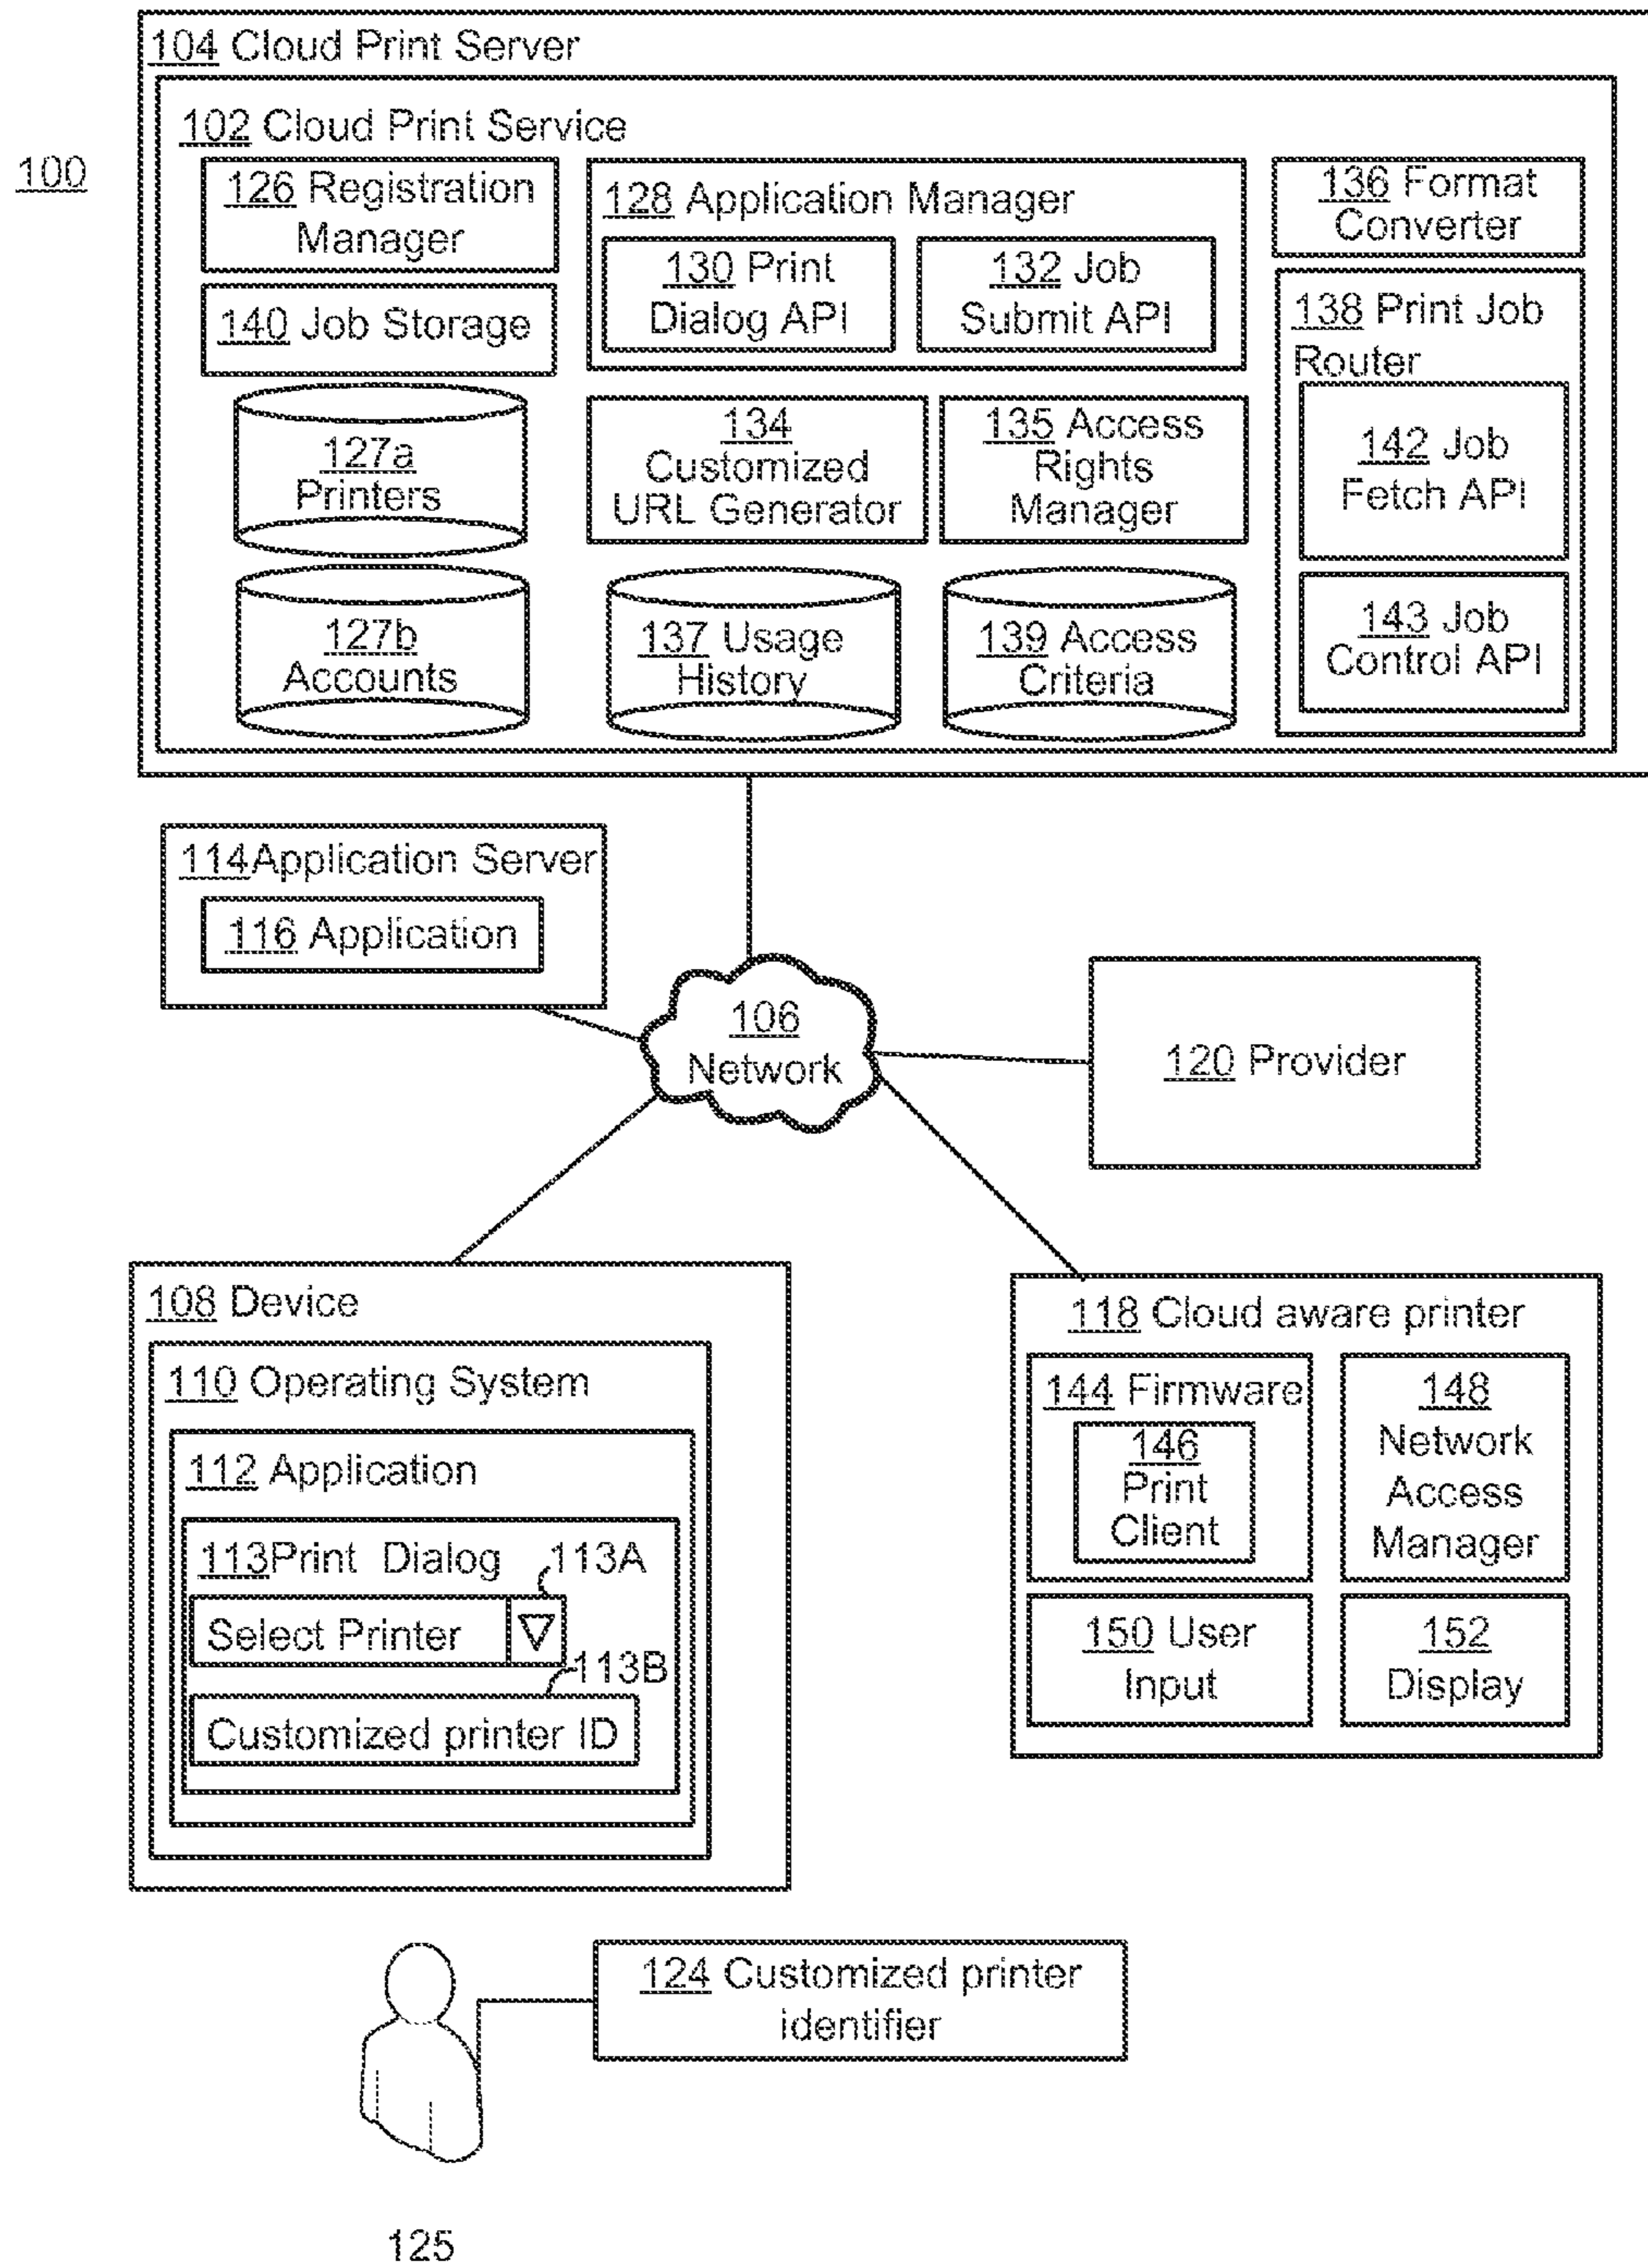 100
104 Cloud Print Server
102 Cloud Print Service
126 Registration
Manager
140 Job Storage
127a
Printers
127b
Accounts
128 Application Manager
130 Print
Dialog API
132 Job
Submit API
134
Customized
URL Generator
135 Access
Rights
Manager
137 Usage
History
139 Access
Criteria
136 Format
Converter
138 Print Job
Router
142 Job
Fetch API
143 Job
Control API
114Application Server
116 Application
106
Network
120 Provider
108 Device
110 Operating System
112 Application
113Print Dialog
113A
Select Printer
113B
Customized printer ID
118 Cloud aware printer
144 Firmware
146
Print
Client
148
Network
Access
Manager
150 User
Input
152
Display
124 Customized printer
identifier
125